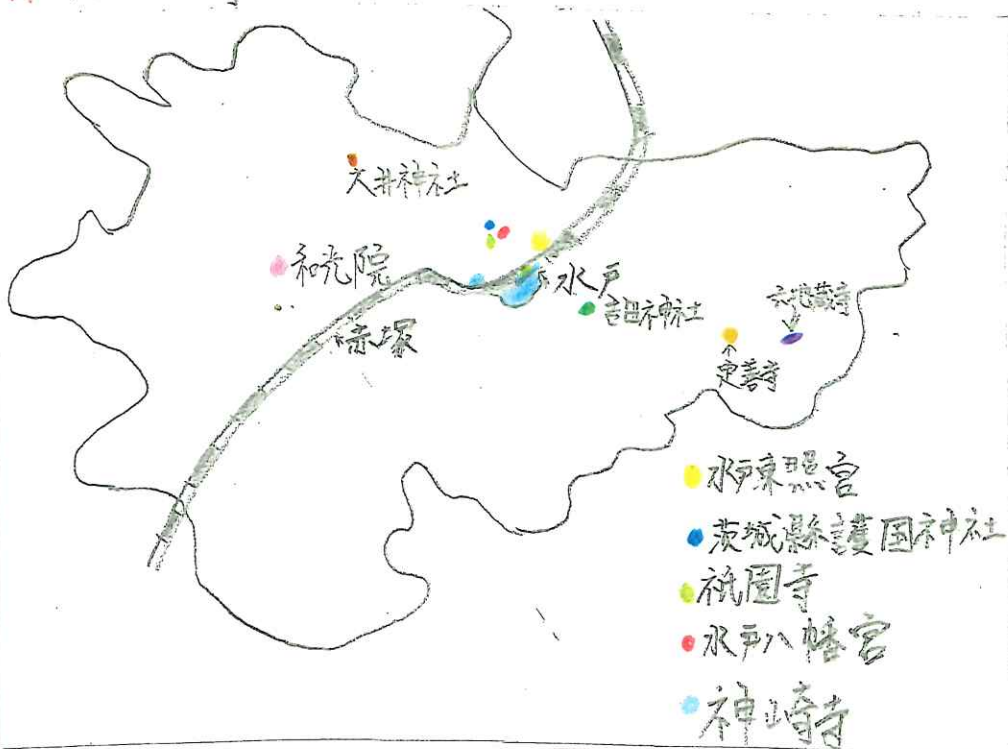 大井神社
和光院
水戸
吉田神社
六地蔵寺
赤塚
定善寺
水戸東照宮
茨城縣護国神社
祇園寺
水戸八幡宮
神崎寺